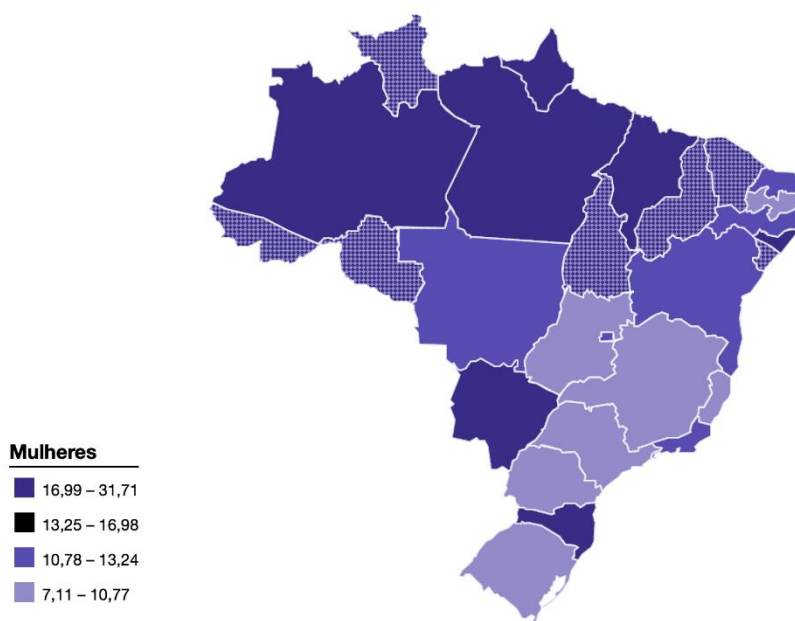 Mulheres
16,99 – 31,71
13,25 – 16,98
10,78 – 13,24
7,11 – 10,77